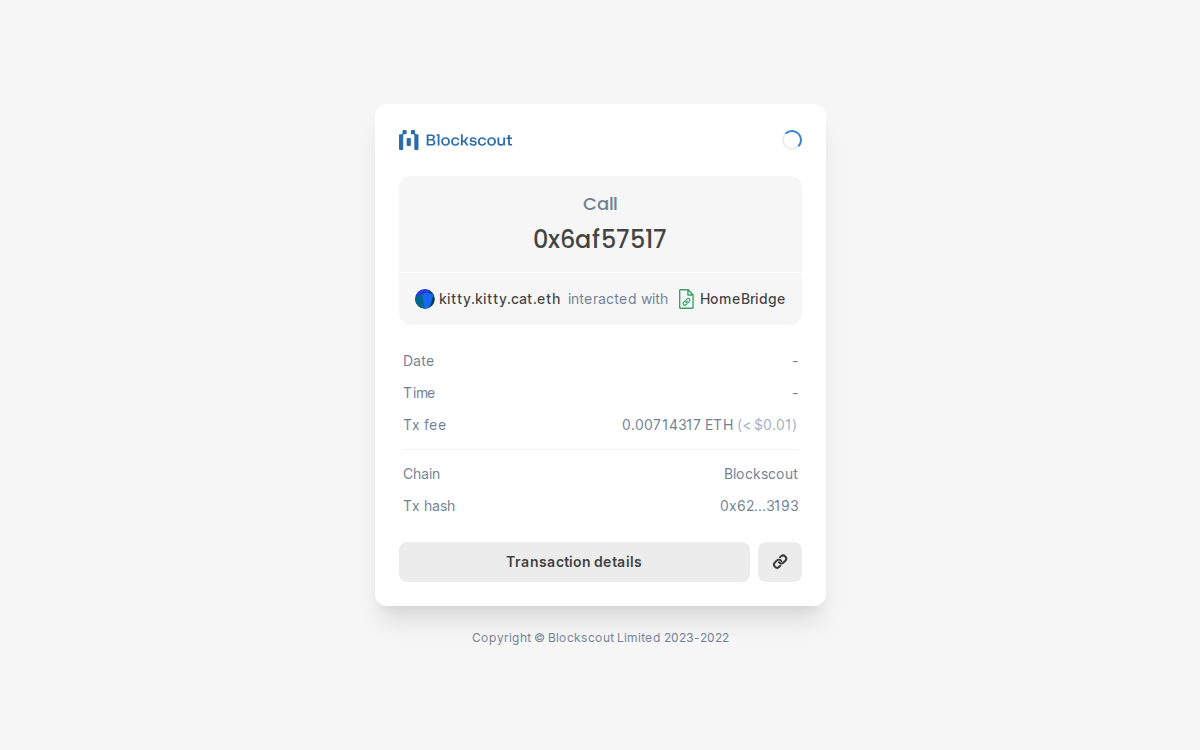 Blockscout
Call
0x6af57517
kitty.kitty.cat.eth interacted with HomeBridge
Date -
Time -
Tx fee 0.00714317 ETH (< $0.01)
Chain Blockscout
Tx hash 0x62...3193
Transaction details
Copyright © Blockscout Limited 2023-2022